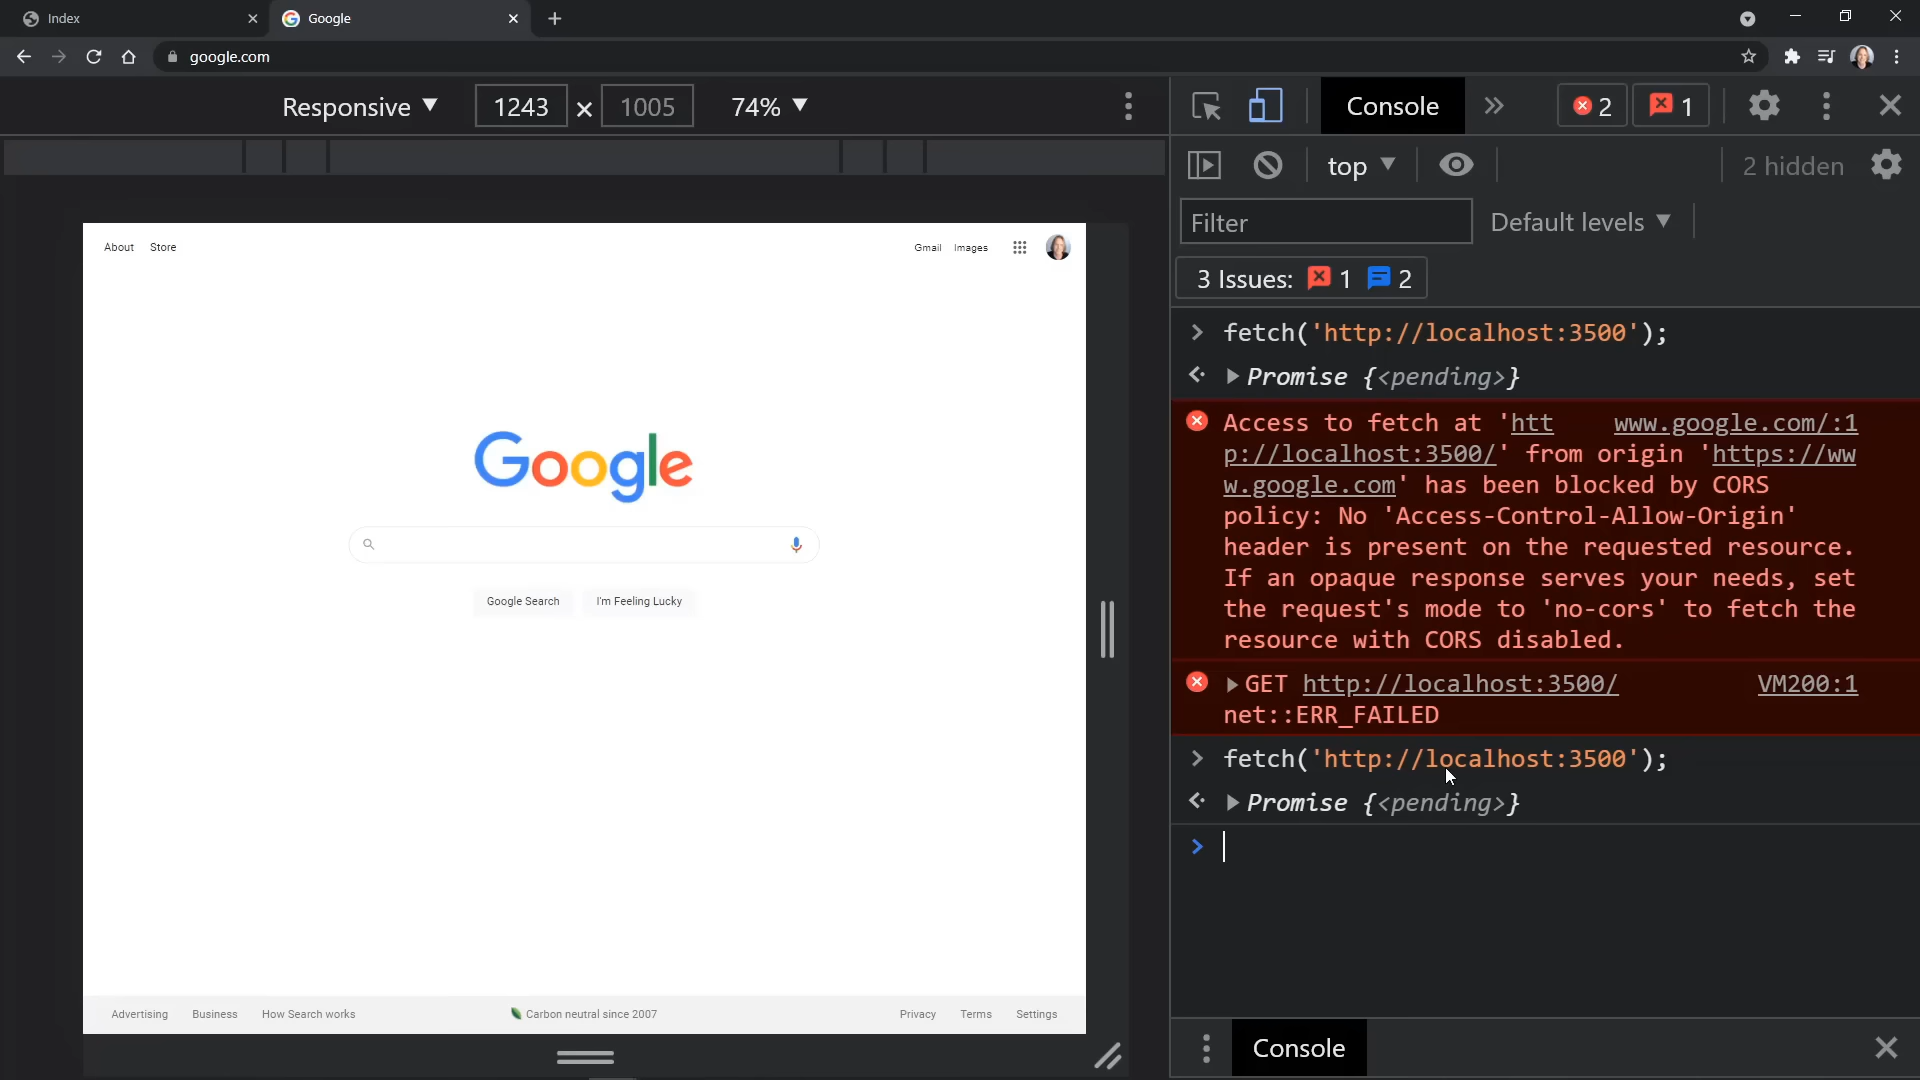 Index
Google
google.com
Responsive ▼ 1243 × 1005 74% ▼
Console » 2 1
top ▼ 2 hidden
Filter Default levels ▼
3 Issues: 1 2
About Store Gmail Images
Google
Google Search I'm Feeling Lucky
Advertising Business How Search works Carbon neutral since 2007 Privacy Terms Settings
> fetch('http://localhost:3500');
Promise {<pending>}
Access to fetch at 'htt www.google.com/:1
p://localhost:3500/' from origin 'https://ww
w.google.com' has been blocked by CORS
policy: No 'Access-Control-Allow-Origin'
header is present on the requested resource.
If an opaque response serves your needs, set
the request's mode to 'no-cors' to fetch the
resource with CORS disabled.
GET http://localhost:3500/ VM200:1
net::ERR_FAILED
> fetch('http://localhost:3500');
Promise {<pending>}
>
Console